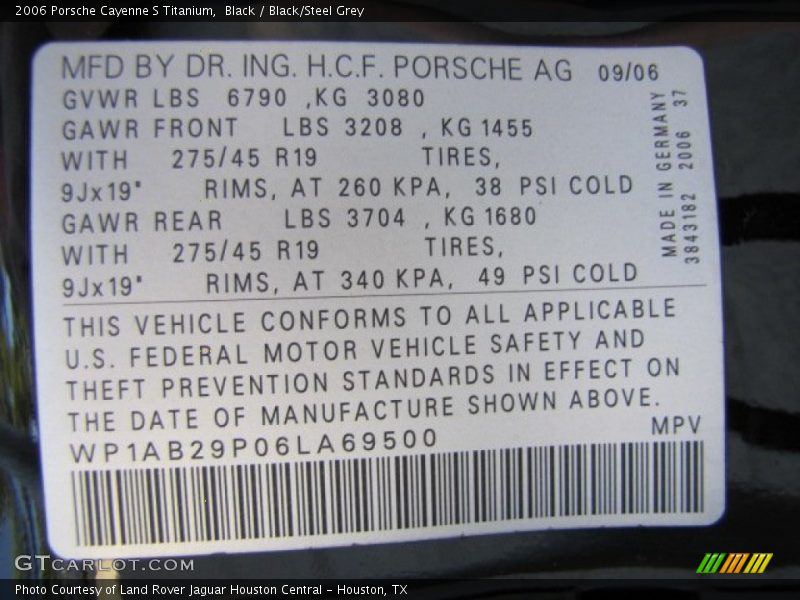 2006 Porsche Cayenne S Titanium,  Black / Black/Steel Grey
MFD BY DR. ING. H.C.F. PORSCHE AG 09/06
GVWR LBS 6790 ,KG 3080
GAWR FRONT LBS 3208 , KG 1455
WITH 275/45 R19 TIRES,
9Jx19" RIMS, AT 260 KPA, 38 PSI COLD
GAWR REAR LBS 3704 , KG 1680
WITH 275/45 R19 TIRES,
9Jx19" RIMS, AT 340 KPA, 49 PSI COLD
MADE IN GERMANY
3843182 2006 37
THIS VEHICLE CONFORMS TO ALL APPLICABLE
U.S. FEDERAL MOTOR VEHICLE SAFETY AND
THEFT PREVENTION STANDARDS IN EFFECT ON
THE DATE OF MANUFACTURE SHOWN ABOVE.
WP1AB29P06LA69500 MPV
GTCARLOT.COM
Photo Courtesy of Land Rover Jaguar Houston Central - Houston, TX